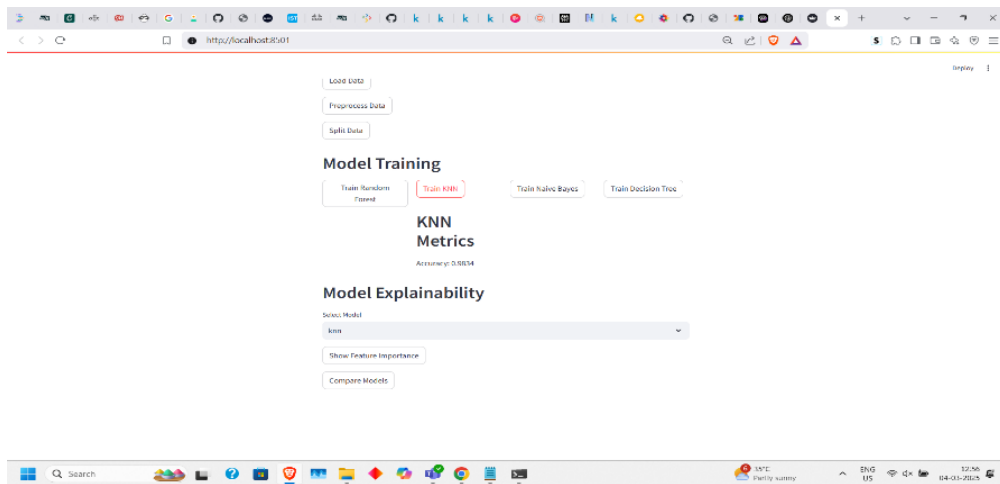 http://localhost:8501
Deploy
Load Data
Preprocess Data
Split Data
Model Training
Train Random
Forest
Train KNN
Train Naive Bayes
Train Decision Tree
KNN
Metrics
Accuracy: 0.9834
Model Explainability
Select Model
knn
Show Feature Importance
Compare Models
Search
15°C
Partly sunny
ENG
US
12:56
04-03-2025